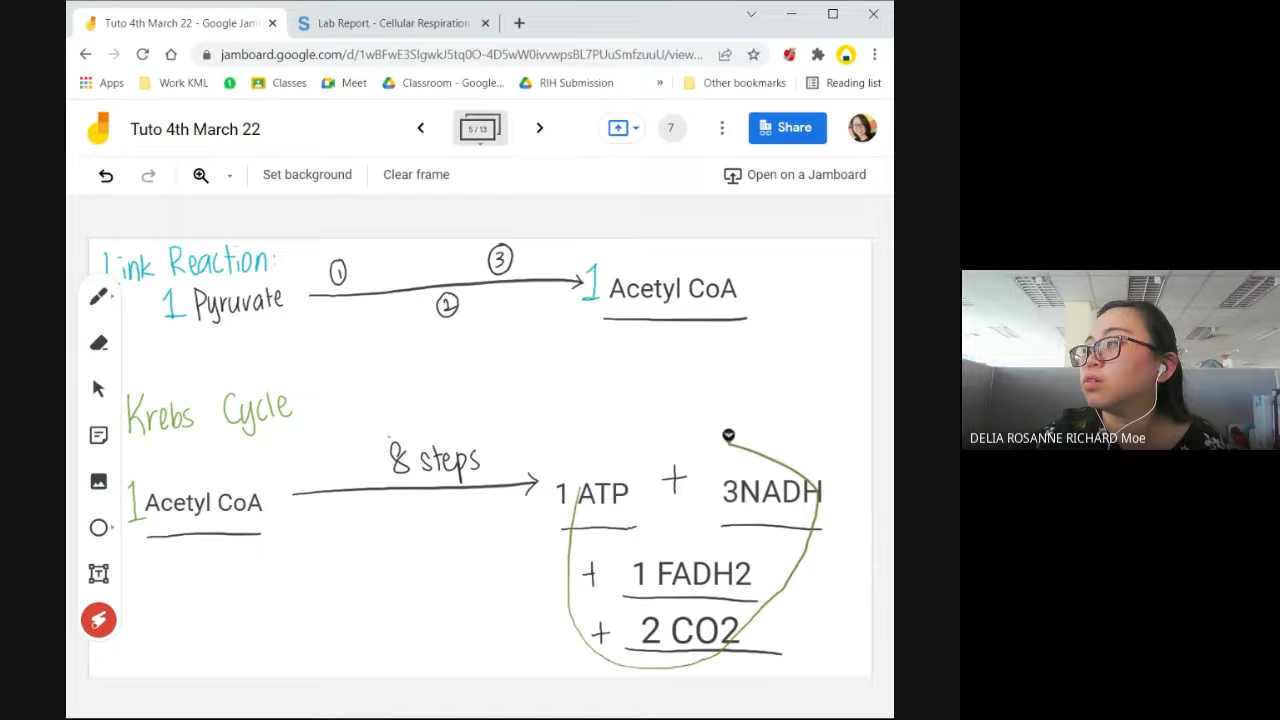 Tuto 4th March 22 - Google Jam
Lab Report - Cellular Respiration
jamboard.google.com/d/1wBFwE3SIgwkJ5tq0O-4D5wW0ivvwpsBL7PUuSmfzuuU/view...
Apps Work KML 1 Classes Meet Classroom - Google... RIH Submission » Other bookmarks Reading list
Tuto 4th March 22
5 / 13
7
Share
Set background Clear frame Open on a Jamboard
Link Reaction:
1 Pyruvate ① ② ③ 1 Acetyl CoA
Krebs Cycle
1 Acetyl CoA 8 steps 1 ATP + 3NADH
+ 1 FADH2
+ 2 CO2
DELIA ROSANNE RICHARD Moe